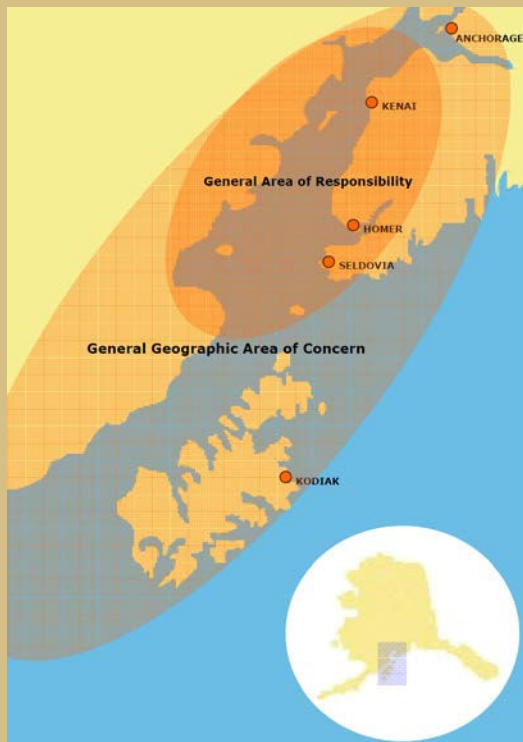 ANCHORAGE
KENAI
General Area of Responsibility
HOMER
SELDOVIA
General Geographic Area of Concern
KODIAK